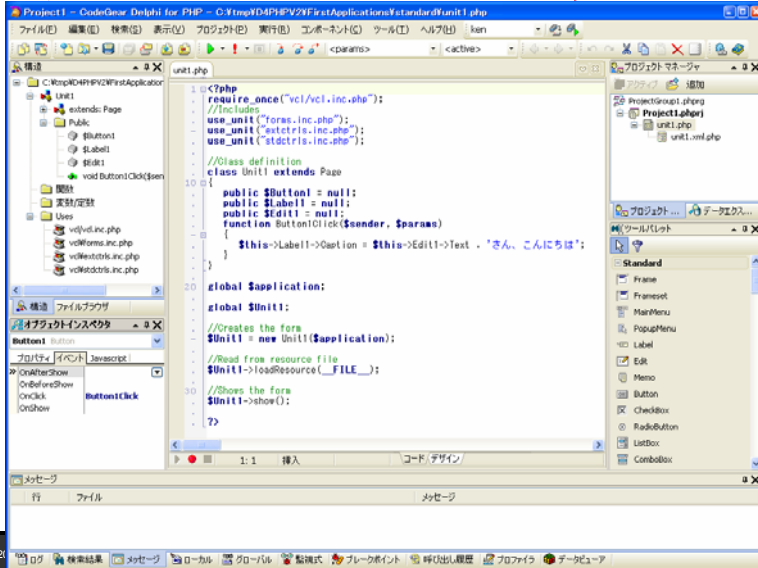 Project1 - CodeGear Delphi for PHP - C:¥tmp¥D4PHPV2¥FirstApplications¥standard¥unit1.php
ファイル(F) 編集(E) 検索(S) 表示(V) プロジェクト(P) 実行(R) コンポーネント(C) ツール(T) ヘルプ(H) ken
<params> <active>
構造
C:¥tmp¥D4PHPV2¥FirstApplication
Unit1
extends: Page
Public
$Button1
$Label1
$Edit1
void Button1Click($sen
関数
変数/定数
Uses
vcl/vcl.inc.php
vcl¥forms.inc.php
vcl¥extctrls.inc.php
vcl¥stdctrls.inc.php
構造 ファイルブラウザ
オブジェクトインスペクタ
Button1 Button
プロパティ イベント Javascript
OnAfterShow
OnBeforeShow
OnClick Button1Click
OnShow
unit1.php
1 <?php
require_once("vcl/vcl.inc.php");
//Includes
use_unit("forms.inc.php");
use_unit("extctrls.inc.php");
use_unit("stdctrls.inc.php");
//Class definition
class Unit1 extends Page
10 {
public $Button1 = null;
public $Label1 = null;
public $Edit1 = null;
function Button1Click($sender, $params)
{
$this->Label1->Caption = $this->Edit1->Text . "さん、こんにちは";
}
}
20 global $application;
global $Unit1;
//Creates the form
$Unit1 = new Unit1($application);
//Read from resource file
$Unit1->loadResource(__FILE__);
30 //Shows the form
$Unit1->show();
?>
1: 1 挿入 コード デザイン
プロジェクト マネージャ
アクティブ 追加
ProjectGroup1.phprg
Project1.phprj
unit1.php
unit1.xml.php
プロジェクト ... データエクス...
ツールパレット
Standard
Frame
Frameset
MainMenu
PopupMenu
Label
Edit
Memo
Button
CheckBox
RadioButton
ListBox
ComboBox
メッセージ
行 ファイル メッセージ
ログ 検索結果 メッセージ ローカル グローバル 監視式 ブレークポイント 呼び出し履歴 プロファイラ データビューア